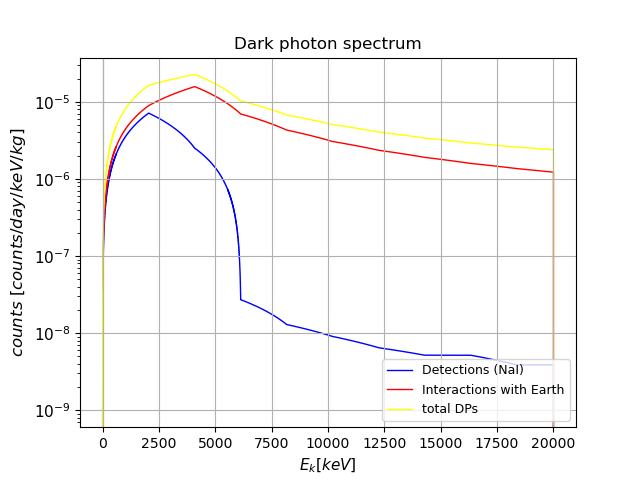 Dark photon spectrum
counts [counts/day/keV/kg]
10⁻⁵
10⁻⁶
10⁻⁷
10⁻⁸
10⁻⁹
Detections (NaI)
Interactions with Earth
total DPs
0 2500 5000 7500 10000 12500 15000 17500 20000
Eₖ[keV]